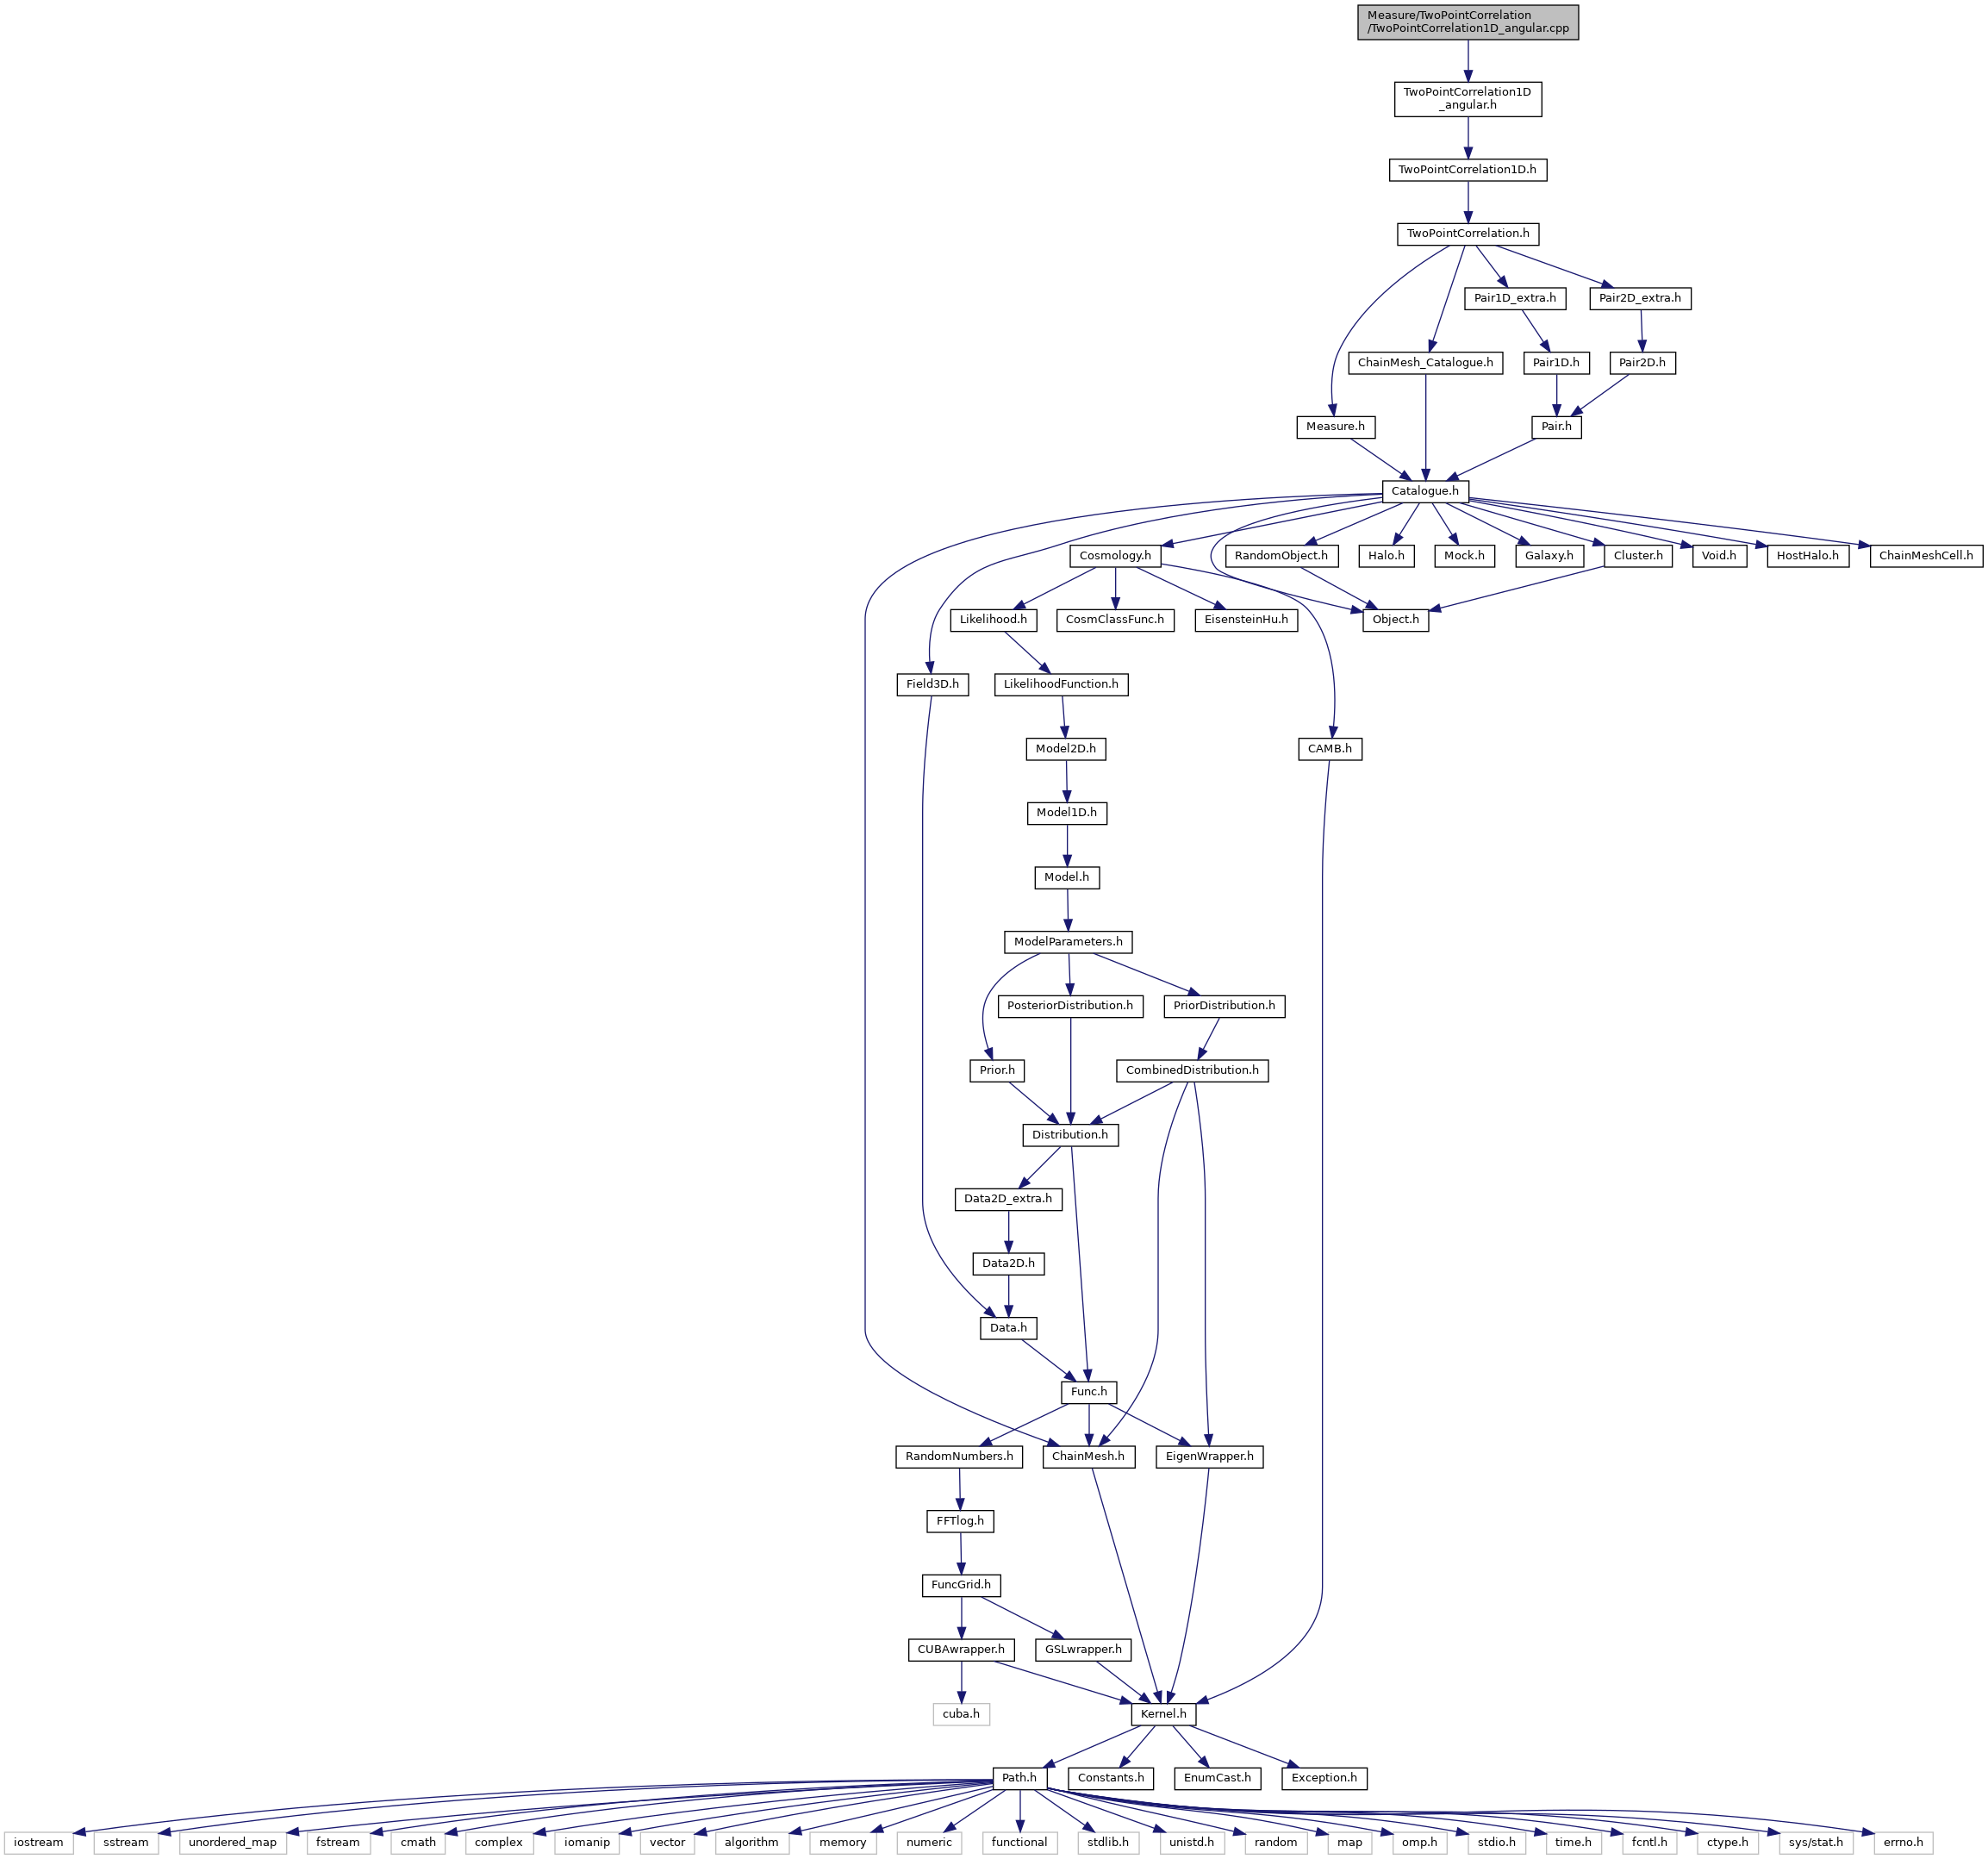 Measure/TwoPointCorrelation
/TwoPointCorrelation1D_angular.cpp
TwoPointCorrelation1D
_angular.h
TwoPointCorrelation1D.h
TwoPointCorrelation.h
Pair1D_extra.h
Pair2D_extra.h
ChainMesh_Catalogue.h
Pair1D.h
Pair2D.h
Measure.h
Pair.h
Catalogue.h
Cosmology.h
RandomObject.h
Halo.h
Mock.h
Galaxy.h
Cluster.h
Void.h
HostHalo.h
ChainMeshCell.h
Likelihood.h
CosmClassFunc.h
EisensteinHu.h
Object.h
Field3D.h
LikelihoodFunction.h
Model2D.h
CAMB.h
Model1D.h
Model.h
ModelParameters.h
PosteriorDistribution.h
PriorDistribution.h
Prior.h
CombinedDistribution.h
Distribution.h
Data2D_extra.h
Data2D.h
Data.h
Func.h
RandomNumbers.h
ChainMesh.h
EigenWrapper.h
FFTlog.h
FuncGrid.h
CUBAwrapper.h
GSLwrapper.h
cuba.h
Kernel.h
Path.h
Constants.h
EnumCast.h
Exception.h
iostream
sstream
unordered_map
fstream
cmath
complex
iomanip
vector
algorithm
memory
numeric
functional
stdlib.h
unistd.h
random
map
omp.h
stdio.h
time.h
fcntl.h
ctype.h
sys/stat.h
errno.h